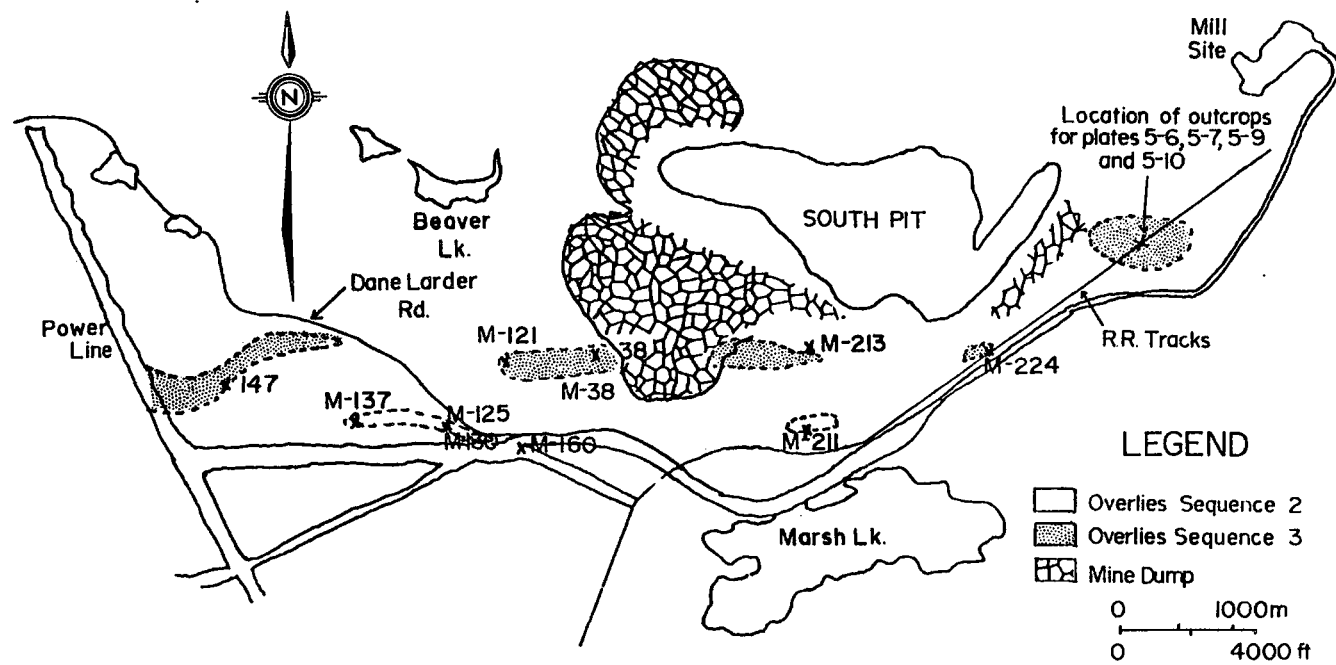 Mill
Site
N
Location of outcrops
for plates 5-6, 5-7, 5-9
and 5-10
Beaver
Lk.
SOUTH PIT
Dane Larder
Rd.
Power
Line
M-121
38
M-213
R.R. Tracks
147
M-38
M-224
M-137
M-125
M-160
M-211
LEGEND
Overlies Sequence 2
Marsh Lk.
Overlies Sequence 3
Mine Dump
0 1000m
0 4000 ft